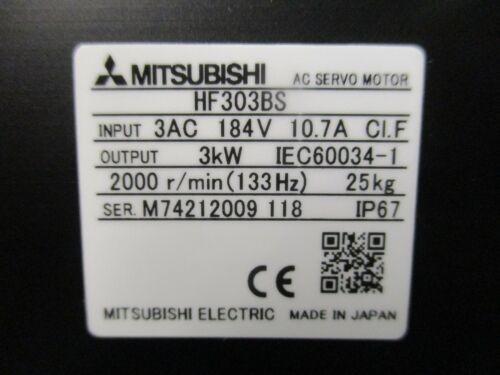 MITSUBISHI AC SERVO MOTOR
HF303BS
INPUT 3AC 184V 10.7A CI.F
OUTPUT 3kW IEC60034-1
2000 r/min(133Hz) 25kg
SER. M74212009 118 IP67
CE
MITSUBISHI ELECTRIC MADE IN JAPAN